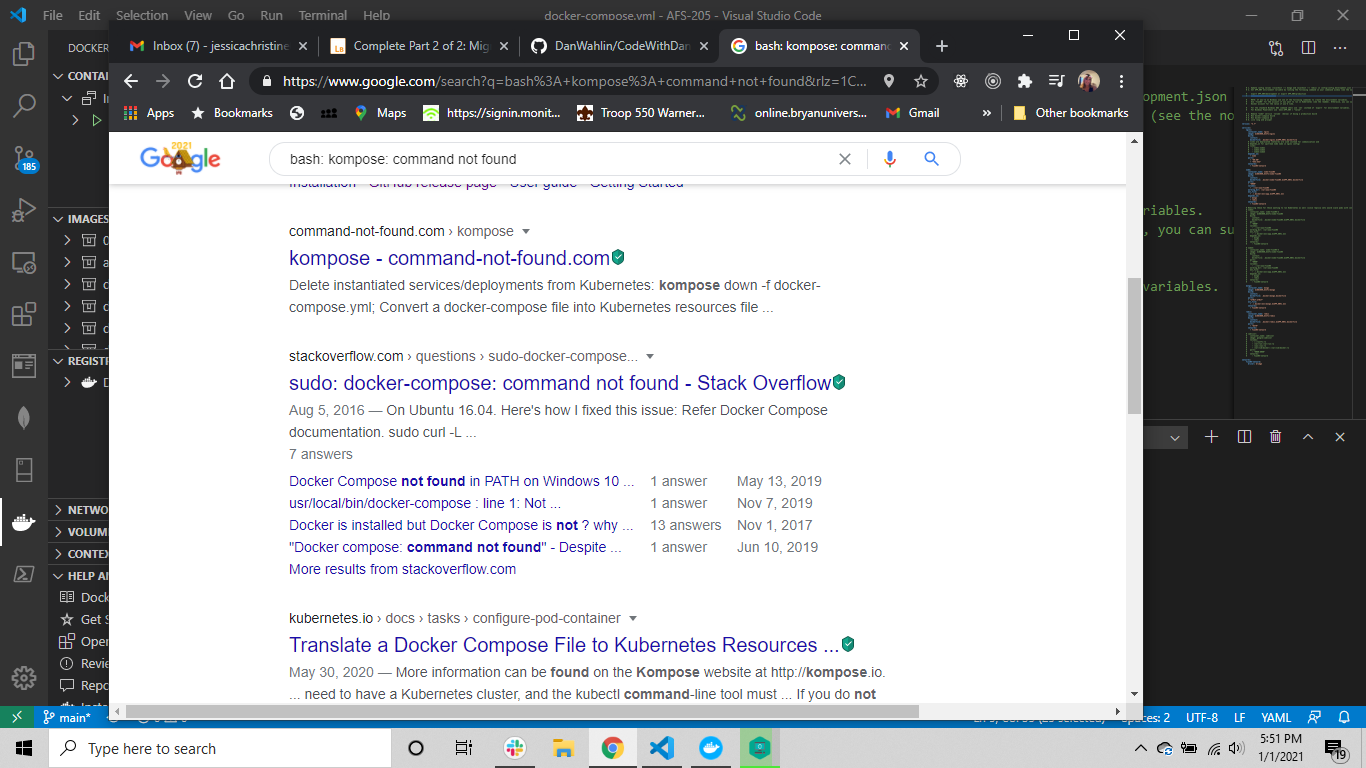 File Edit Selection View Go Run Terminal Help docker-compose.yml - AFS-205 - Visual Studio Code
Inbox (7) - jessicachristine
Complete Part 2 of 2: Mig
DanWahlin/CodeWithDan
bash: kompose: command
https://www.google.com/search?q=bash%3A+kompose%3A+command+not+found&rlz=1C...
Apps
Bookmarks
Maps
https://signin.monit...
Troop 550 Warner...
online.bryanunivers...
Gmail
»
Other bookmarks
DOCKER
CONTAI
IMAGES
REGISTR
NETWO
VOLUM
CONTEX
HELP AN
Dock
Get S
Open
Revie
Repo
185
2021
Google
bash: kompose: command not found
Installation GitHub release page User guide Getting Started
command-not-found.com › kompose
kompose - command-not-found.com
Delete instantiated services/deployments from Kubernetes: kompose down -f docker-
compose.yml; Convert a docker-compose file into Kubernetes resources file ...
stackoverflow.com › questions › sudo-docker-compose...
sudo: docker-compose: command not found - Stack Overflow
Aug 5, 2016 — On Ubuntu 16.04. Here's how I fixed this issue: Refer Docker Compose
documentation. sudo curl -L ...
7 answers
Docker Compose not found in PATH on Windows 10 ... 1 answer May 13, 2019
usr/local/bin/docker-compose : line 1: Not ... 1 answer Nov 7, 2019
Docker is installed but Docker Compose is not ? why ... 13 answers Nov 1, 2017
"Docker compose: command not found" - Despite ... 1 answer Jun 10, 2019
More results from stackoverflow.com
kubernetes.io › docs › tasks › configure-pod-container
Translate a Docker Compose File to Kubernetes Resources ...
May 30, 2020 — More information can be found on the Kompose website at http://kompose.io.
... need to have a Kubernetes cluster, and the kubectl command-line tool must ... If you do not
opment.json
(see the no
riables.
, you can su
variables.
main*
Spaces: 2 UTF-8 LF YAML
Type here to search
5:51 PM
1/1/2021
19